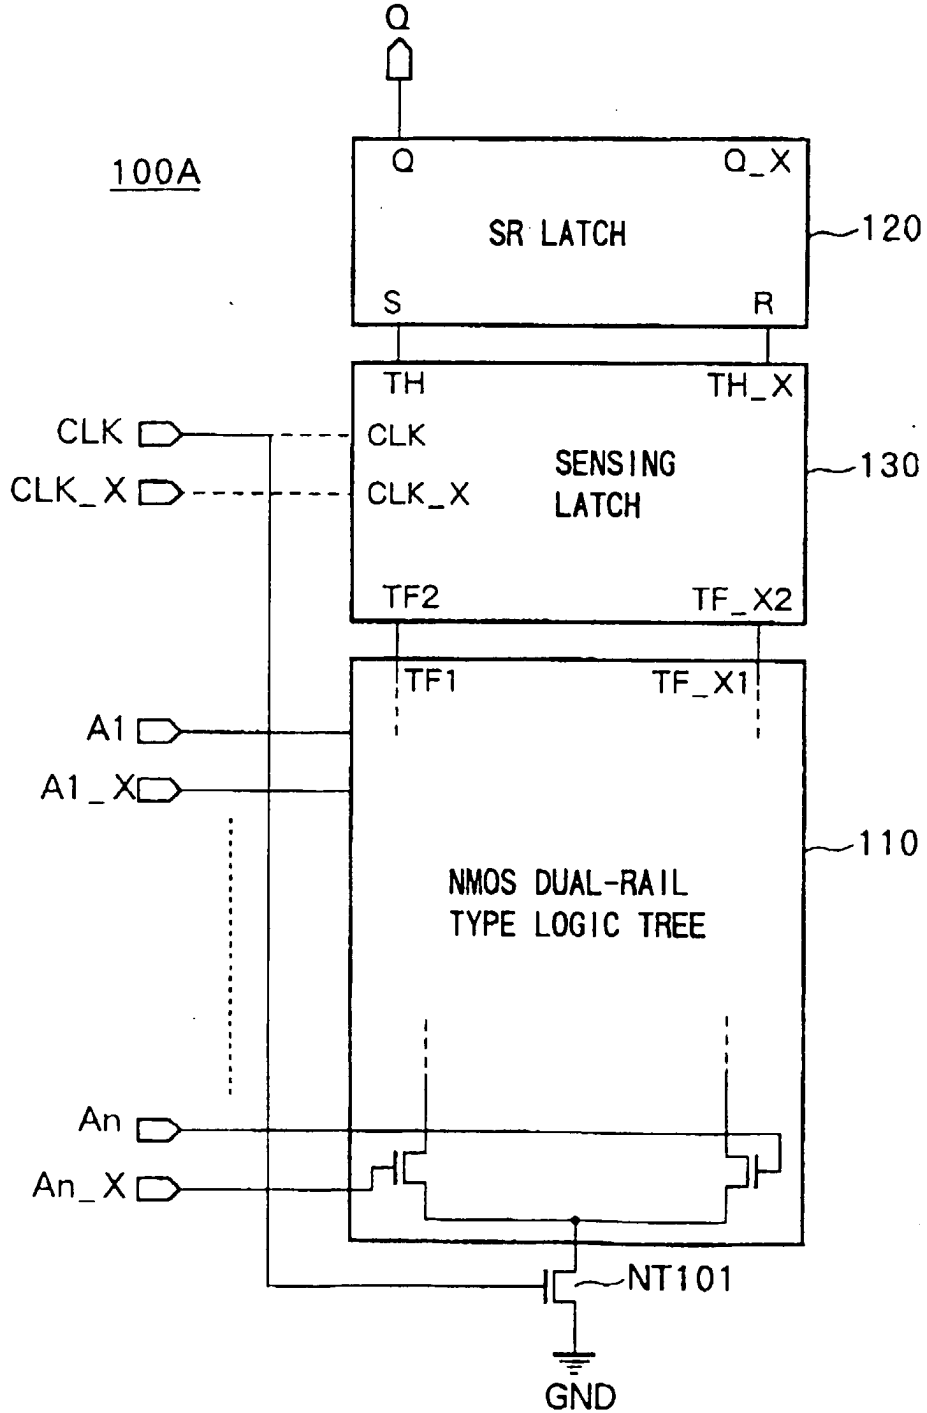 Q
100A
Q
Q_X
SR LATCH
120
S
R
TH
TH_X
CLK
CLK
SENSING
LATCH
130
CLK_X
CLK_X
TF2
TF_X2
TF1
TF_X1
A1
A1_X
110
NMOS DUAL-RAIL
TYPE LOGIC TREE
An
An_X
NT101
GND